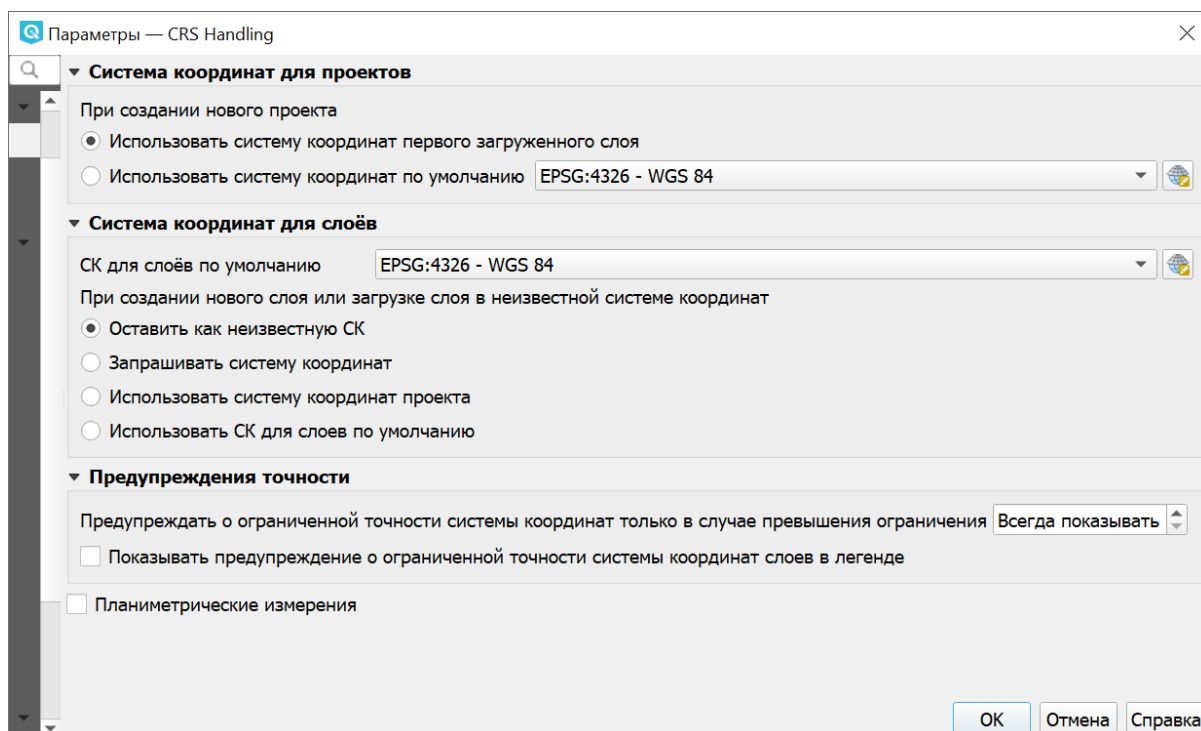 Параметры — CRS Handling
Система координат для проектов
При создании нового проекта
Использовать систему координат первого загруженного слоя
Использовать систему координат по умолчанию EPSG:4326 - WGS 84
Система координат для слоёв
СК для слоёв по умолчанию EPSG:4326 - WGS 84
При создании нового слоя или загрузке слоя в неизвестной системе координат
Оставить как неизвестную СК
Запрашивать систему координат
Использовать систему координат проекта
Использовать СК для слоев по умолчанию
Предупреждения точности
Предупреждать о ограниченной точности системы координат только в случае превышения ограничения Всегда показывать
Показывать предупреждение о ограниченной точности системы координат слоев в легенде
Планиметрические измерения
OK Отмена Справка